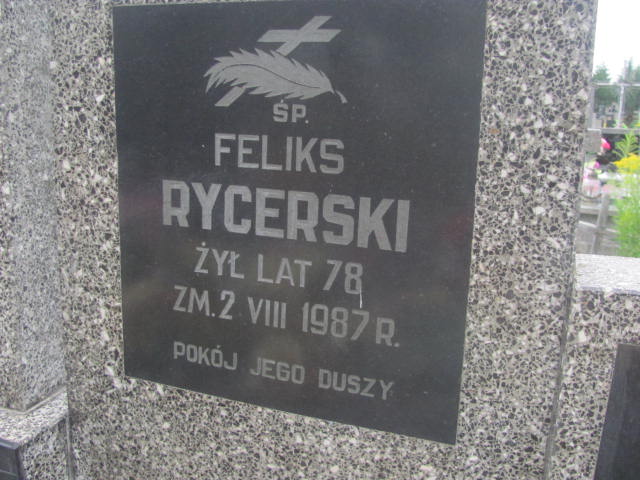 ŚP.
FELIKS
RYCERSKI
ŻYŁ LAT 78
ZM. 2 VIII 1987 R.
POKÓJ JEGO DUSZY